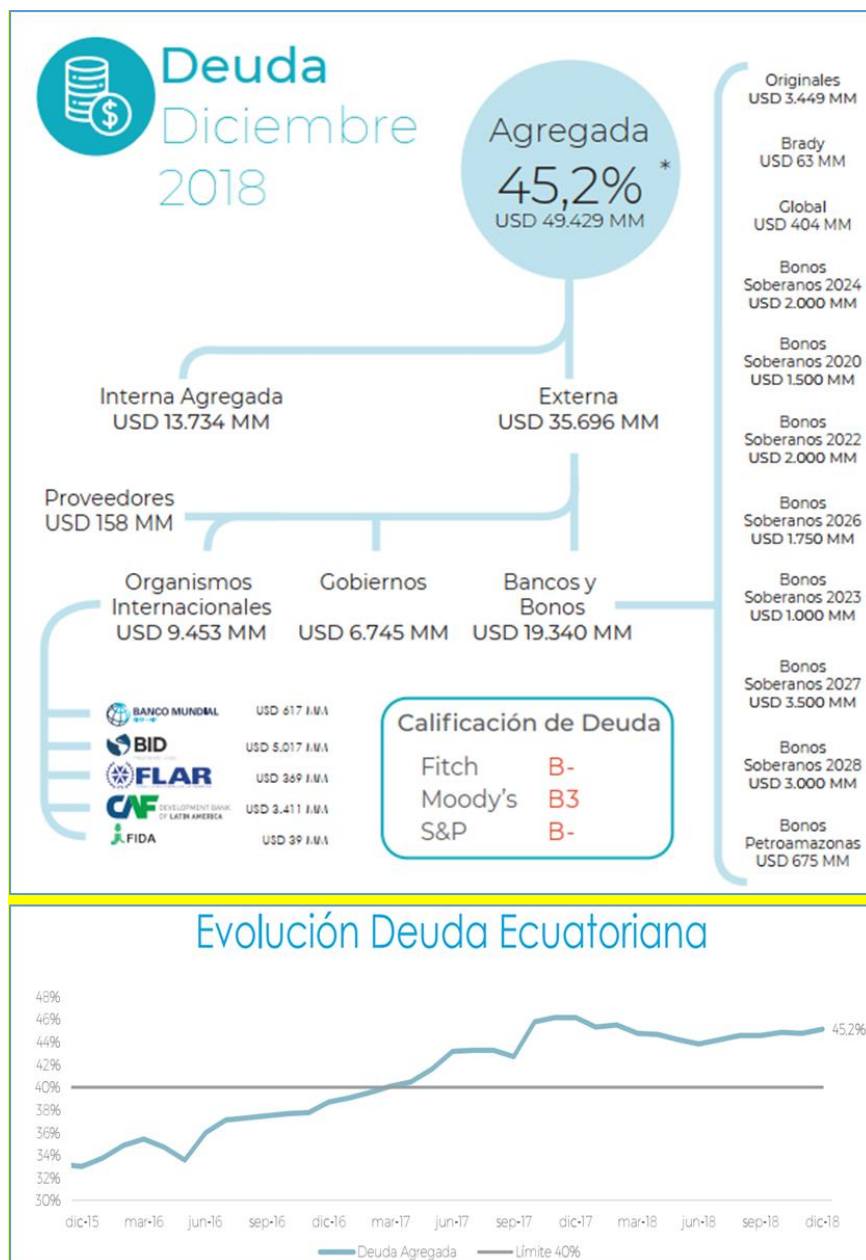 Deuda
Diciembre
2018
Agregada
45,2% *
USD 49.429 MM
Interna Agregada
USD 13.734 MM
Externa
USD 35.696 MM
Proveedores
USD 158 MM
Organismos
Internacionales
USD 9.453 MM
Gobiernos
USD 6.745 MM
Bancos y
Bonos
USD 19.340 MM
BANCO MUNDIAL
USD 617 MM
BID
USD 5.017 MM
FLAR
USD 369 MM
CAF
DEVELOPMENT BANK
OF LATIN AMERICA
USD 3.411 MM
FIDA
USD 39 MM
Calificación de Deuda
Fitch B-
Moody's B3
S&P B-
Originales
USD 3.449 MM
Brady
USD 63 MM
Global
USD 404 MM
Bonos
Soberanos 2024
USD 2.000 MM
Bonos
Soberanos 2020
USD 1.500 MM
Bonos
Soberanos 2022
USD 2.000 MM
Bonos
Soberanos 2026
USD 1.750 MM
Bonos
Soberanos 2023
USD 1.000 MM
Bonos
Soberanos 2027
USD 3.500 MM
Bonos
Soberanos 2028
USD 3.000 MM
Bonos
Petroamazonas
USD 675 MM
Evolución Deuda Ecuatoriana
48%
46%
44%
42%
40%
38%
36%
34%
32%
30%
45,2%
dic-15 mar-16 jun-16 sep-16 dic-16 mar-17 jun-17 sep-17 dic-17 mar-18 jun-18 sep-18 dic-18
Deuda Agregada Límite 40%